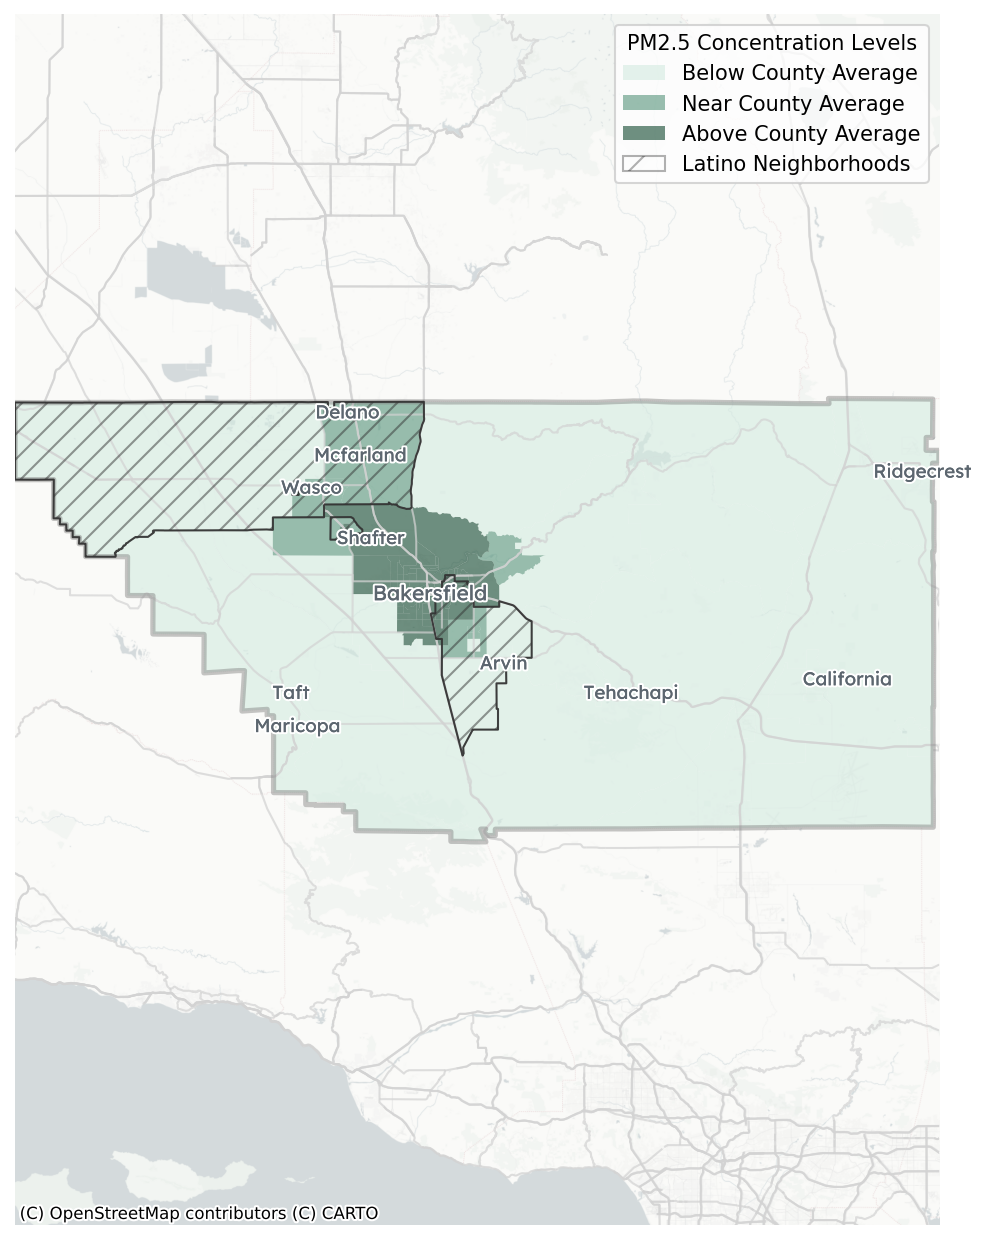 PM2.5 Concentration Levels
Below County Average
Near County Average
Above County Average
Latino Neighborhoods
Delano
Mcfarland
Ridgecrest
Wasco
Shafter
Bakersfield
Arvin
California
Taft
Tehachapi
Maricopa
(C) OpenStreetMap contributors (C) CARTO